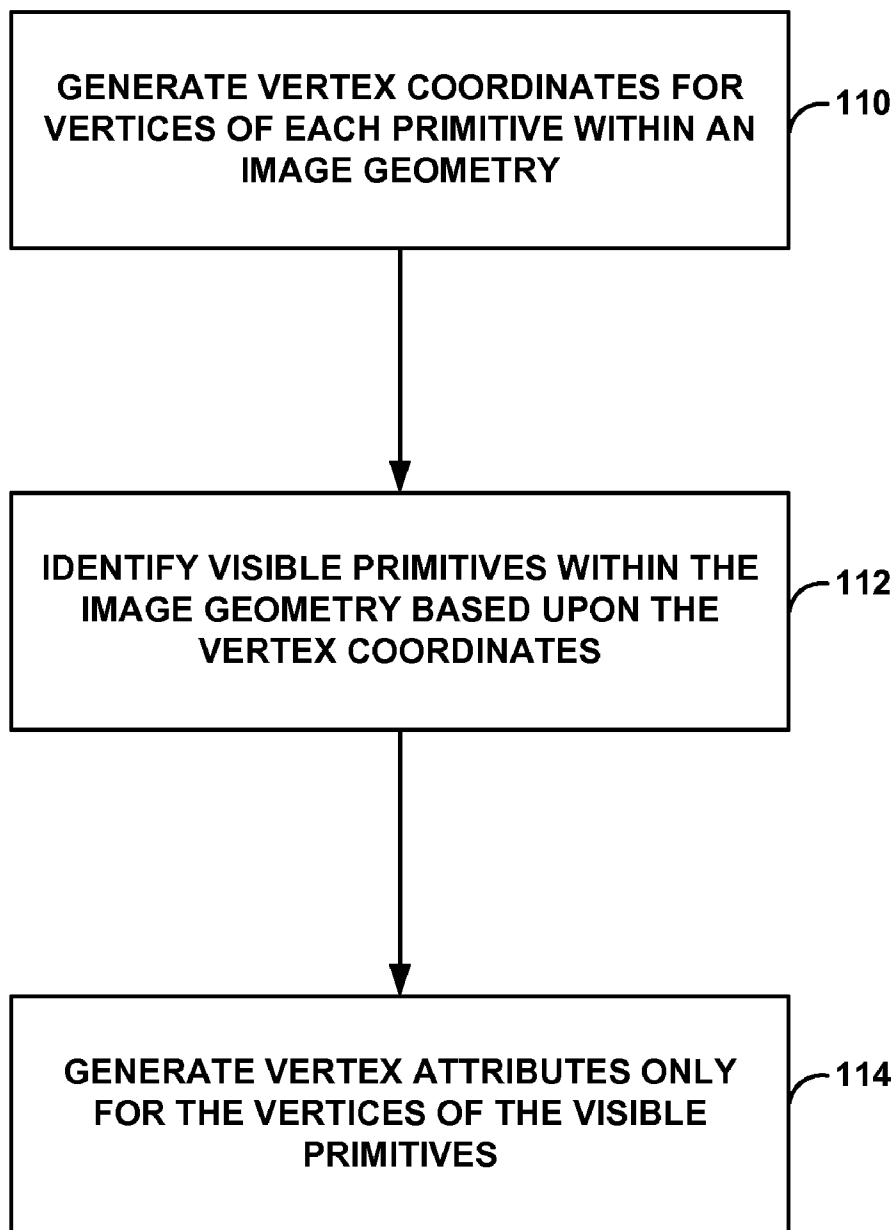 GENERATE VERTEX COORDINATES FOR
VERTICES OF EACH PRIMITIVE WITHIN AN
IMAGE GEOMETRY
110
IDENTIFY VISIBLE PRIMITIVES WITHIN THE
IMAGE GEOMETRY BASED UPON THE
VERTEX COORDINATES
112
GENERATE VERTEX ATTRIBUTES ONLY
FOR THE VERTICES OF THE VISIBLE
PRIMITIVES
114